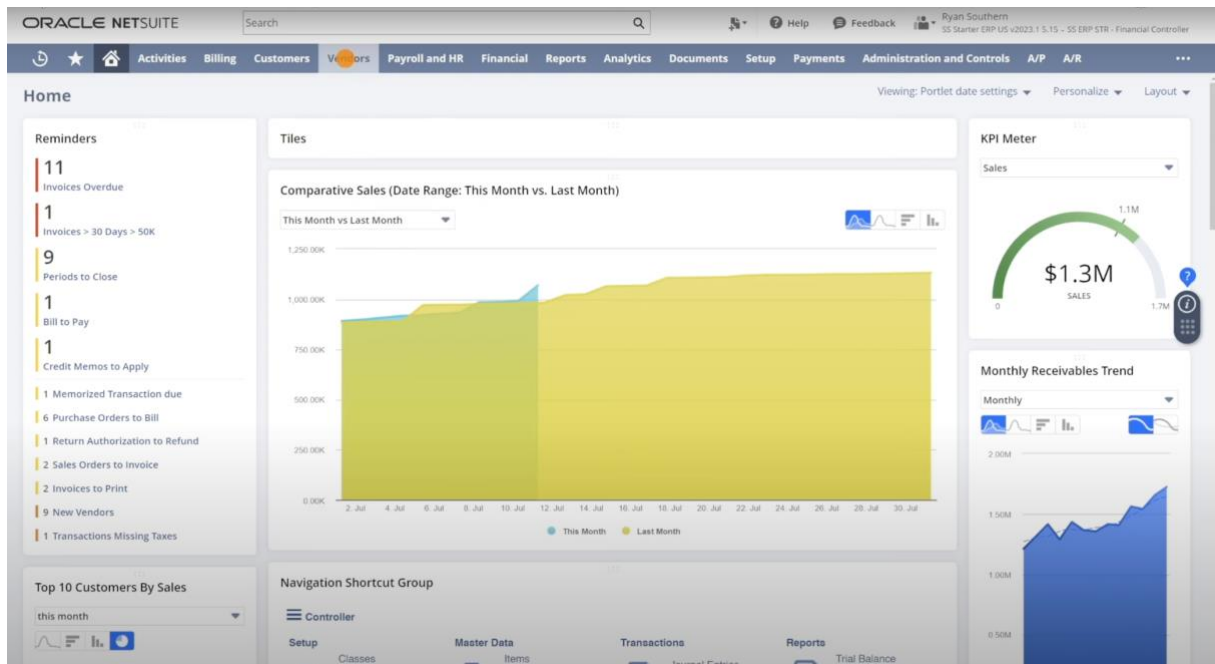 ORACLE NETSUITE
Search
Help
Feedback
Ryan Southern
SS Starter ERP US v2023.1 5.15 - SS ERP STR - Financial Controller
Activities Billing Customers Vendors Payroll and HR Financial Reports Analytics Documents Setup Payments Administration and Controls A/P A/R
Home
Viewing: Portlet date settings Personalize Layout
Reminders
11
Invoices Overdue
1
Invoices > 30 Days > 50K
9
Periods to Close
1
Bill to Pay
1
Credit Memos to Apply
1 Memorized Transaction due
6 Purchase Orders to Bill
1 Return Authorization to Refund
2 Sales Orders to Invoice
2 Invoices to Print
9 New Vendors
1 Transactions Missing Taxes
Top 10 Customers By Sales
this month
Tiles
Comparative Sales (Date Range: This Month vs. Last Month)
This Month vs Last Month
1,250.00K
1,000.00K
750.00K
500.00K
250.00K
0.00K
2. Jul 4. Jul 6. Jul 8. Jul 10. Jul 12. Jul 14. Jul 16. Jul 18. Jul 20. Jul 22. Jul 24. Jul 26. Jul 28. Jul 30. Jul
This Month Last Month
Navigation Shortcut Group
Controller
Setup Master Data Transactions Reports
Classes Items Journal Entries Trial Balance
KPI Meter
Sales
1.1M
$1.3M
SALES
0 1.7M
?
Monthly Receivables Trend
Monthly
2.00M
1.50M
1.00M
0.50M